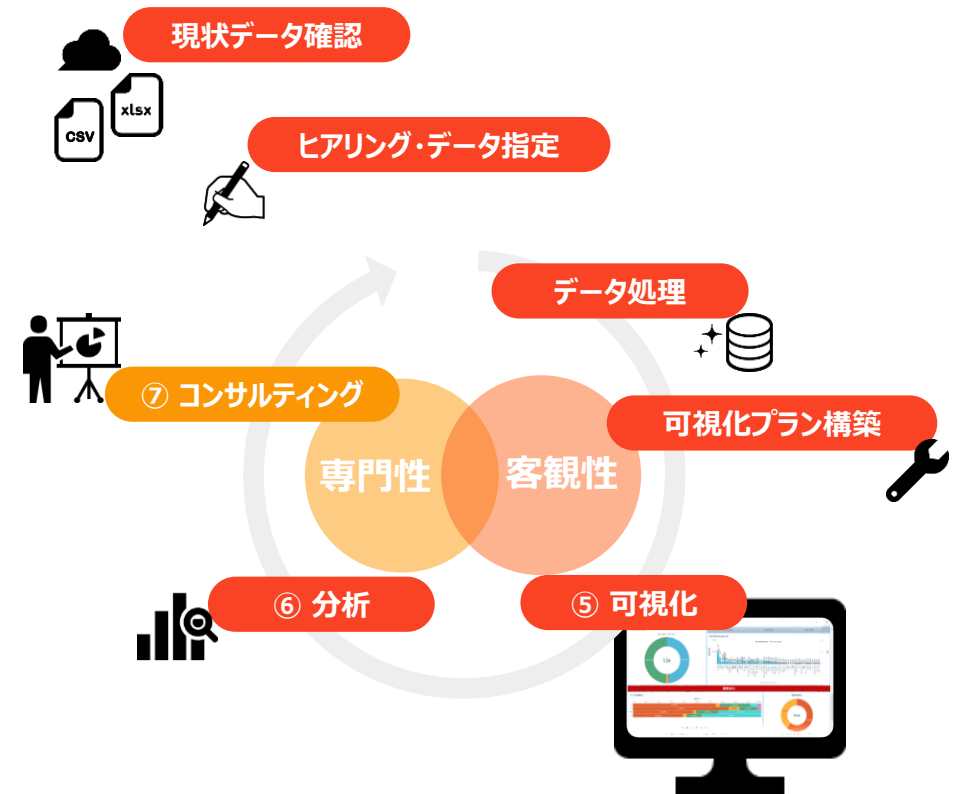 現状データ確認
xlsx
CSV
ヒアリング・データ指定
データ処理
⑦ コンサルティング
可視化プラン構築
専門性
客観性
⑥ 分析
⑤ 可視化